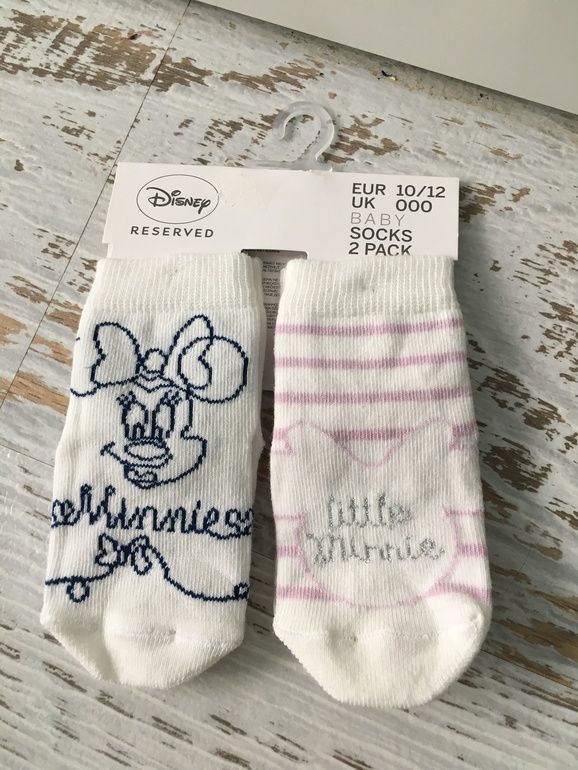 Disney
RESERVED
EUR 10/12
UK 000
BABY
SOCKS
2 PACK
Minnie
little
Minnie